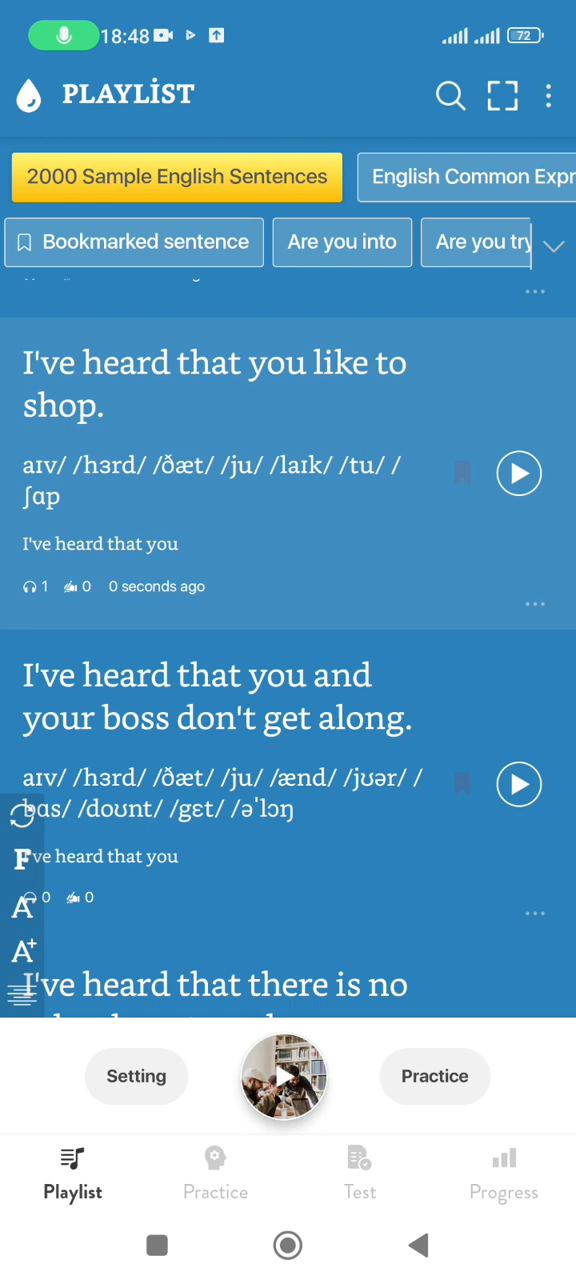 18:48
72
PLAYLİST
2000 Sample English Sentences
English Common Expr
Bookmarked sentence
Are you into
Are you try
I've heard that you like to
shop.
aɪv/ /hɜrd/ /ðæt/ /ju/ /laɪk/ /tu/ /
ʃɑp
I've heard that you
1 0 0 seconds ago
I've heard that you and
your boss don't get along.
aɪv/ /hɜrd/ /ðæt/ /ju/ /ænd/ /jʊər/ /
bɑs/ /doʊnt/ /gɛt/ /əˈlɔŋ
I've heard that you
F
0 0
A
A+
I've heard that there is no
Setting
Practice
Playlist
Practice
Test
Progress